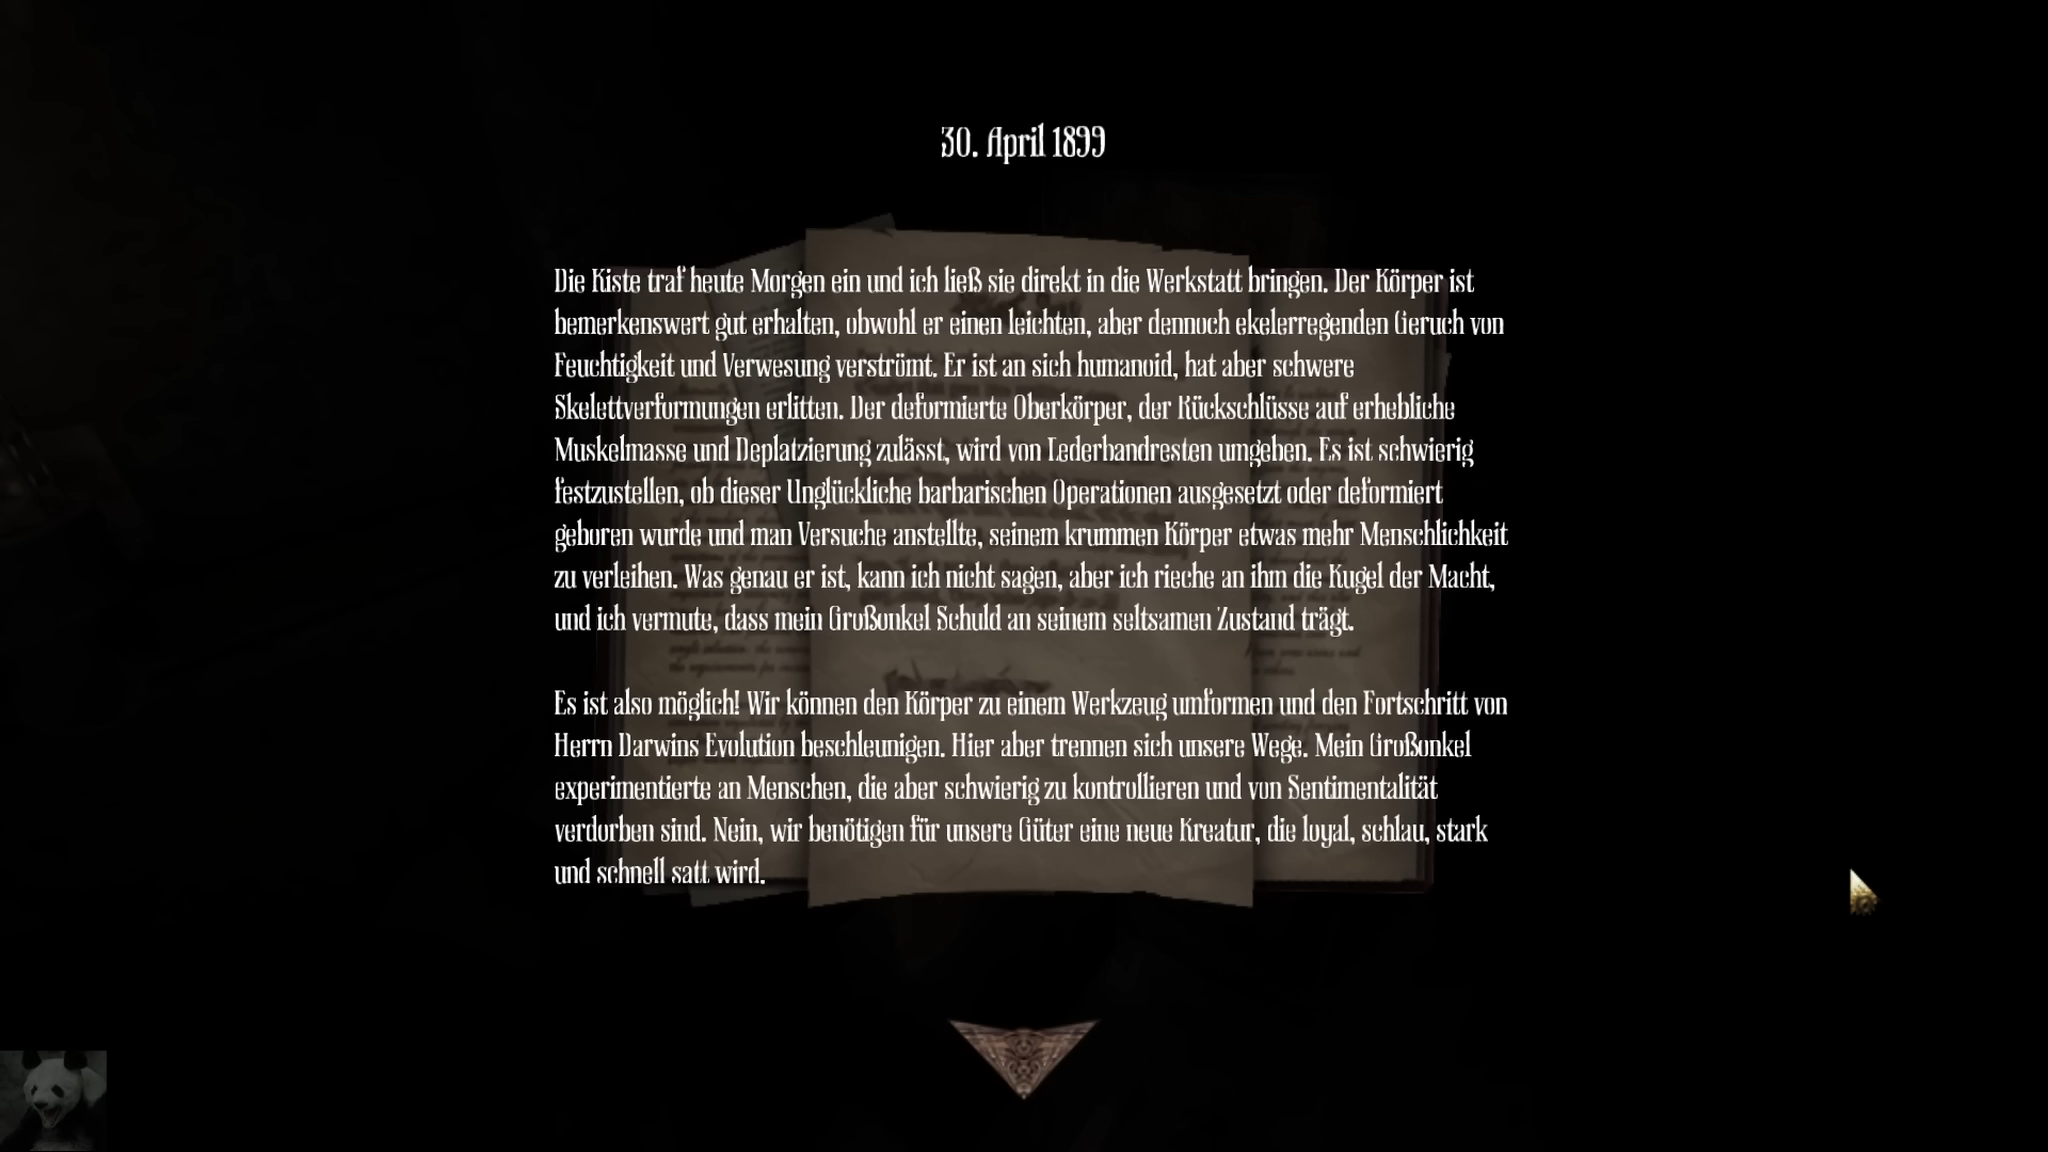 30. April 1899
Die Kiste traf heute Morgen ein und ich ließ sie direkt in die Werkstatt bringen. Der Körper ist
bemerkenswert gut erhalten, obwohl er einen leichten, aber dennoch ekelerregenden Geruch von
Feuchtigkeit und Verwesung verströmt. Er ist an sich humanoid, hat aber schwere
Skelettverformungen erlitten. Der deformierte Oberkörper, der Rückschlüsse auf erhebliche
Muskelmasse und Deplatzierung zulässt, wird von Lederbandresten umgeben. Es ist schwierig
festzustellen, ob dieser Unglückliche barbarischen Operationen ausgesetzt oder deformiert
geboren wurde und man Versuche anstellte, seinem krummen Körper etwas mehr Menschlichkeit
zu verleihen. Was genau er ist, kann ich nicht sagen, aber ich rieche an ihm die Kugel der Macht,
und ich vermute, dass mein Großonkel Schuld an seinem seltsamen Zustand trägt.
Es ist also möglich! Wir können den Körper zu einem Werkzeug umformen und den Fortschritt von
Herrn Darwins Evolution beschleunigen. Hier aber trennen sich unsere Wege. Mein Großonkel
experimentierte an Menschen, die aber schwierig zu kontrollieren und von Sentimentalität
verdorben sind. Nein, wir benötigen für unsere Güter eine neue Kreatur, die loyal, schlau, stark
und schnell satt wird.